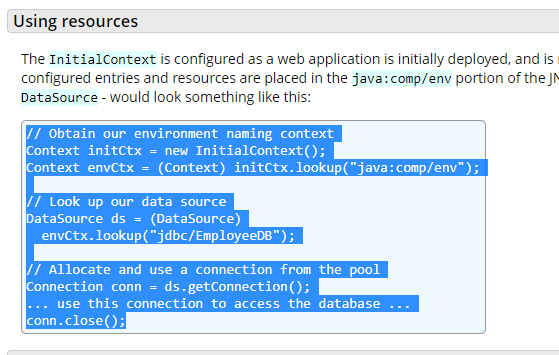 Using resources
The InitialContext is configured as a web application is initially deployed, and is
configured entries and resources are placed in the java:comp/env portion of the
DataSource - would look something like this:
// Obtain our environment naming context
Context initCtx = new InitialContext();
Context envCtx = (Context) initCtx.lookup("java:comp/env");
// Look up our data source
DataSource ds = (DataSource)
envCtx.lookup("jdbc/EmployeeDB");
// Allocate and use a connection from the pool
Connection conn = ds.getConnection();
... use this connection to access the database ...
conn.close();